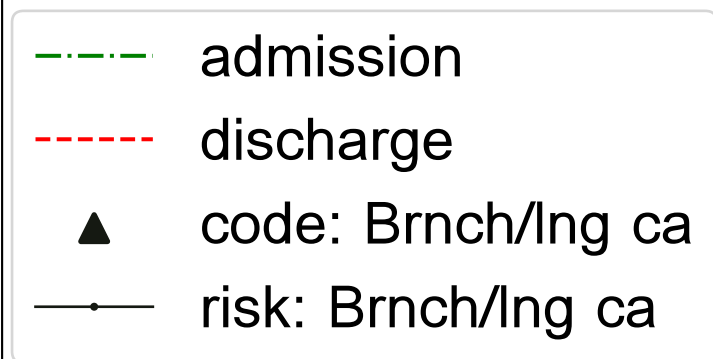 admission
discharge
code: Brnch/lng ca
risk: Brnch/lng ca